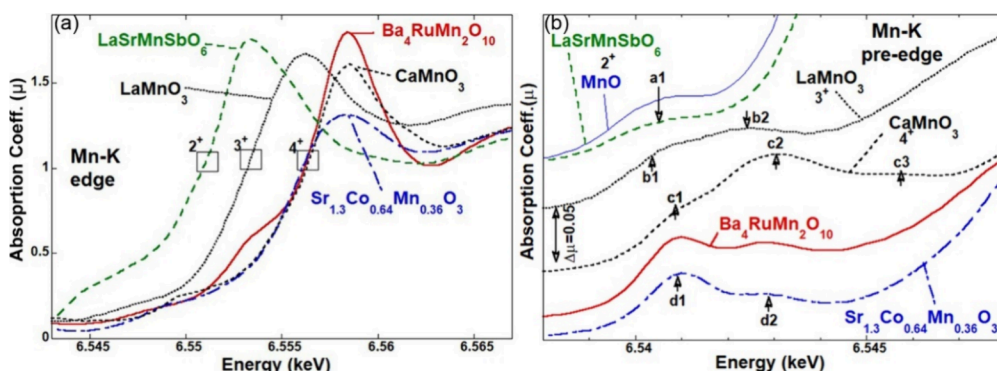 (a)
LaSrMnSbO6
Ba4RuMn2O10
LaMnO3
CaMnO3
1.5
1
0.5
0
Absoprtion Coeff.(μ)
2+
3+
4+
Mn-K
edge
Sr1.3Co0.64Mn0.36O3
6.545
6.55
6.555
6.56
6.565
Energy (keV)
(b)
LaSrMnSbO6
2+
MnO
a1
Mn-K
pre-edge
LaMnO3
3+
b2
b1
CaMnO3
4+
c2
c3
c1
Δμ=0.05
Ba4RuMn2O10
d1
d2
Sr1.3Co0.64Mn0.36O3
Absorption Coeff.(μ)
6.54
6.545
Energy (keV)